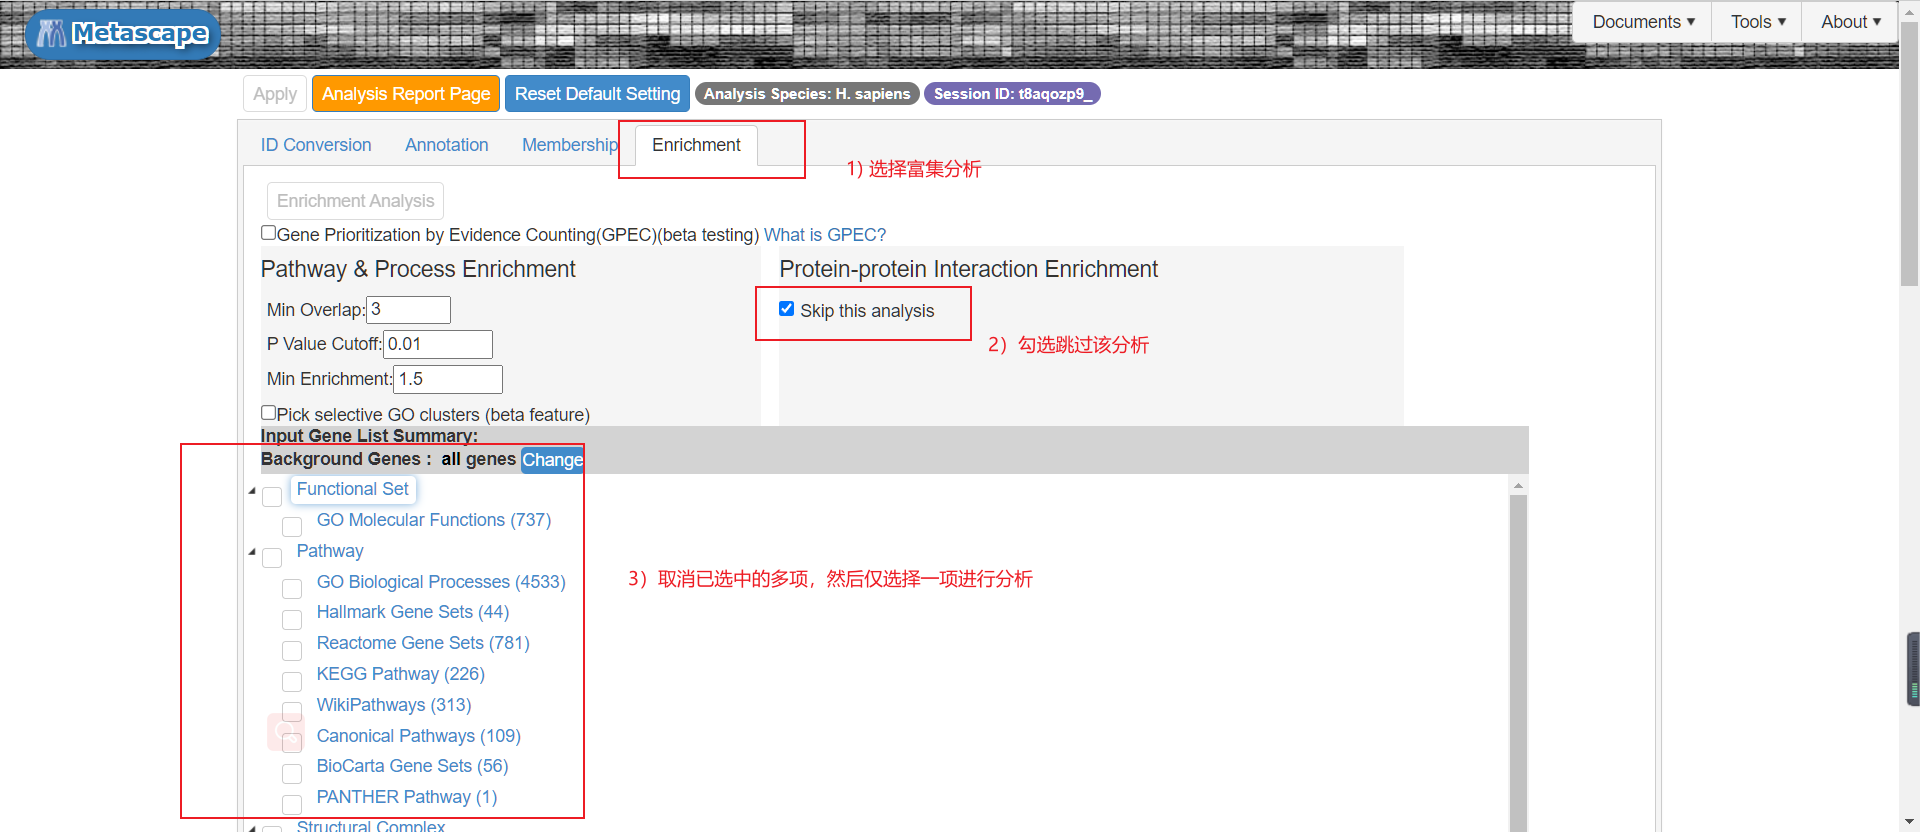 Metascape
Documents ▾ Tools ▾ About ▾
Apply Analysis Report Page Reset Default Setting Analysis Species: H. sapiens Session ID: t8aqozp9_
ID Conversion Annotation Membership Enrichment
1) 选择富集分析
Enrichment Analysis
Gene Prioritization by Evidence Counting(GPEC)(beta testing) What is GPEC?
Pathway & Process Enrichment
Protein-protein Interaction Enrichment
Min Overlap: 3
Skip this analysis
P Value Cutoff: 0.01
2）勾选跳过该分析
Min Enrichment: 1.5
Pick selective GO clusters (beta feature)
Input Gene List Summary:
Background Genes : all genes Change
Functional Set
GO Molecular Functions (737)
Pathway
GO Biological Processes (4533)
3）取消已选中的多项，然后仅选择一项进行分析
Hallmark Gene Sets (44)
Reactome Gene Sets (781)
KEGG Pathway (226)
WikiPathways (313)
Canonical Pathways (109)
BioCarta Gene Sets (56)
PANTHER Pathway (1)
Structural Complex